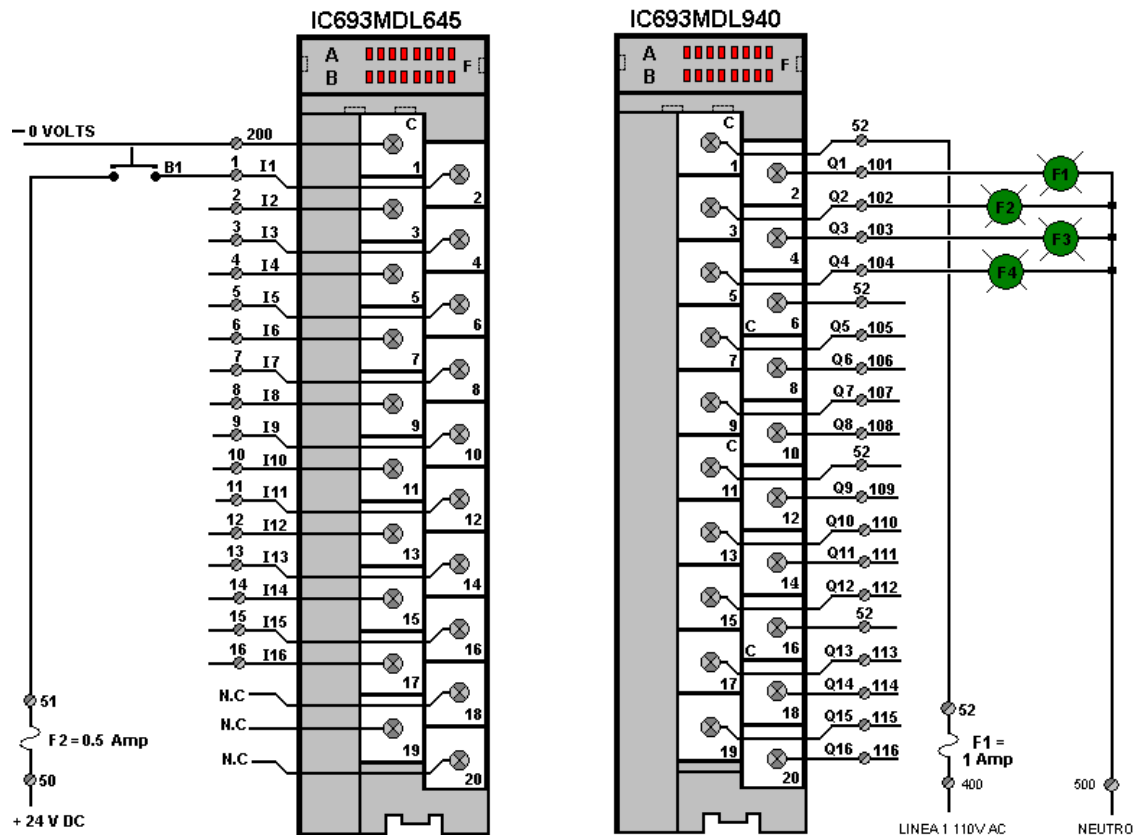 IC693MDL645
A
B
F
C
− 0 VOLTS
200
B1
1 I1
2 I2
3 I3
4 I4
5 I5
6 I6
7 I7
8 I8
9 I9
10 I10
11 I11
12 I12
13 I13
14 I14
15 I15
16 I16
N.C
N.C
N.C
1
2
3
4
5
6
7
8
9
10
11
12
13
14
15
16
17
18
19
20
51
F2 = 0.5 Amp
50
+ 24 V DC
IC693MDL940
A
B
F
C
1
2
3
4
5
6
C
7
8
9
10
C
11
12
13
14
15
16
C
17
18
19
20
52
Q1 101
Q2 102
Q3 103
Q4 104
52
Q5 105
Q6 106
Q7 107
Q8 108
52
Q9 109
Q10 110
Q11 111
Q12 112
52
Q13 113
Q14 114
Q15 115
Q16 116
F1
F2
F3
F4
52
F1 =
1 Amp
400
500
LINEA 1 110V AC
NEUTRO